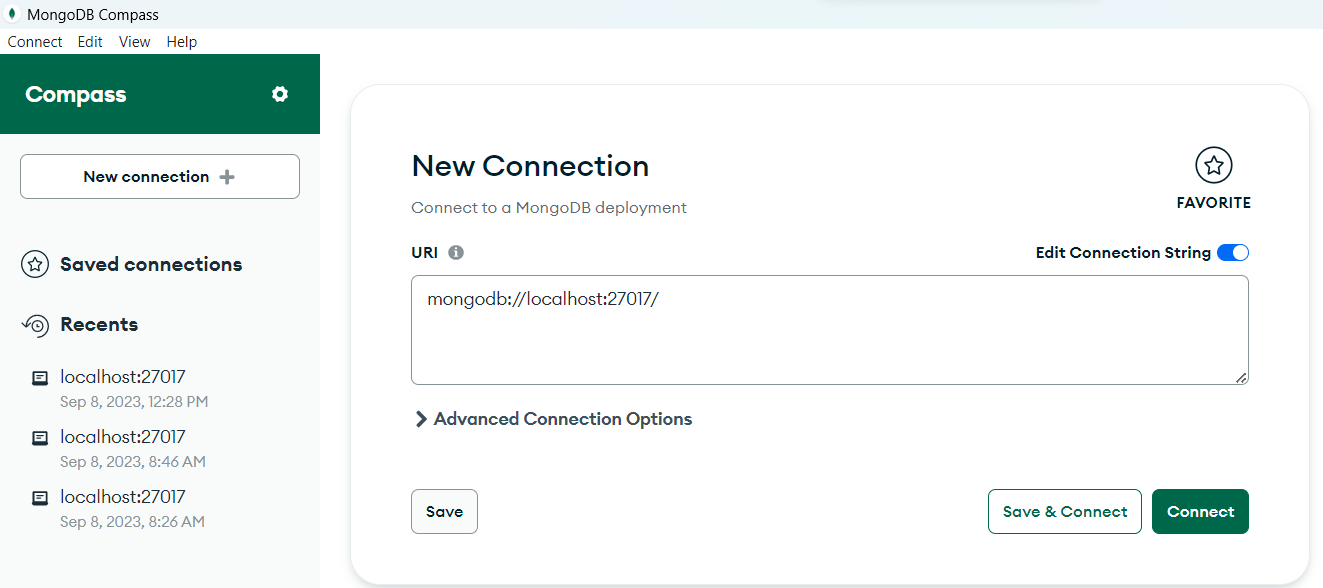 MongoDB Compass
Connect Edit View Help
Compass
New connection
Saved connections
Recents
localhost:27017
Sep 8, 2023, 12:28 PM
localhost:27017
Sep 8, 2023, 8:46 AM
localhost:27017
Sep 8, 2023, 8:26 AM
New Connection
Connect to a MongoDB deployment
FAVORITE
URI
Edit Connection String
mongodb://localhost:27017/
Advanced Connection Options
Save
Save & Connect
Connect